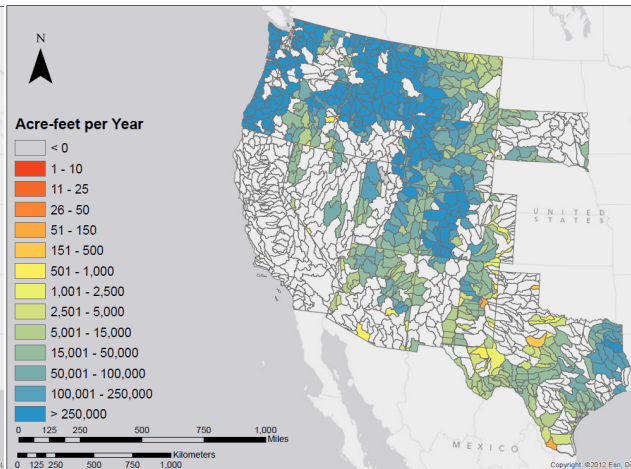 N
Acre-feet per Year
< 0
1 - 10
11 - 25
26 - 50
51 - 150
151 - 500
501 - 1,000
1,001 - 2,500
2,501 - 5,000
5,001 - 15,000
15,001 - 50,000
50,001 - 100,000
100,001 - 250,000
> 250,000
UNITED
STATES
MEXICO
0 125 250 500 750 1,000
Miles
Kilometers
0 125 250 500 750 1,000
Copyright: ©2012 Esri, D